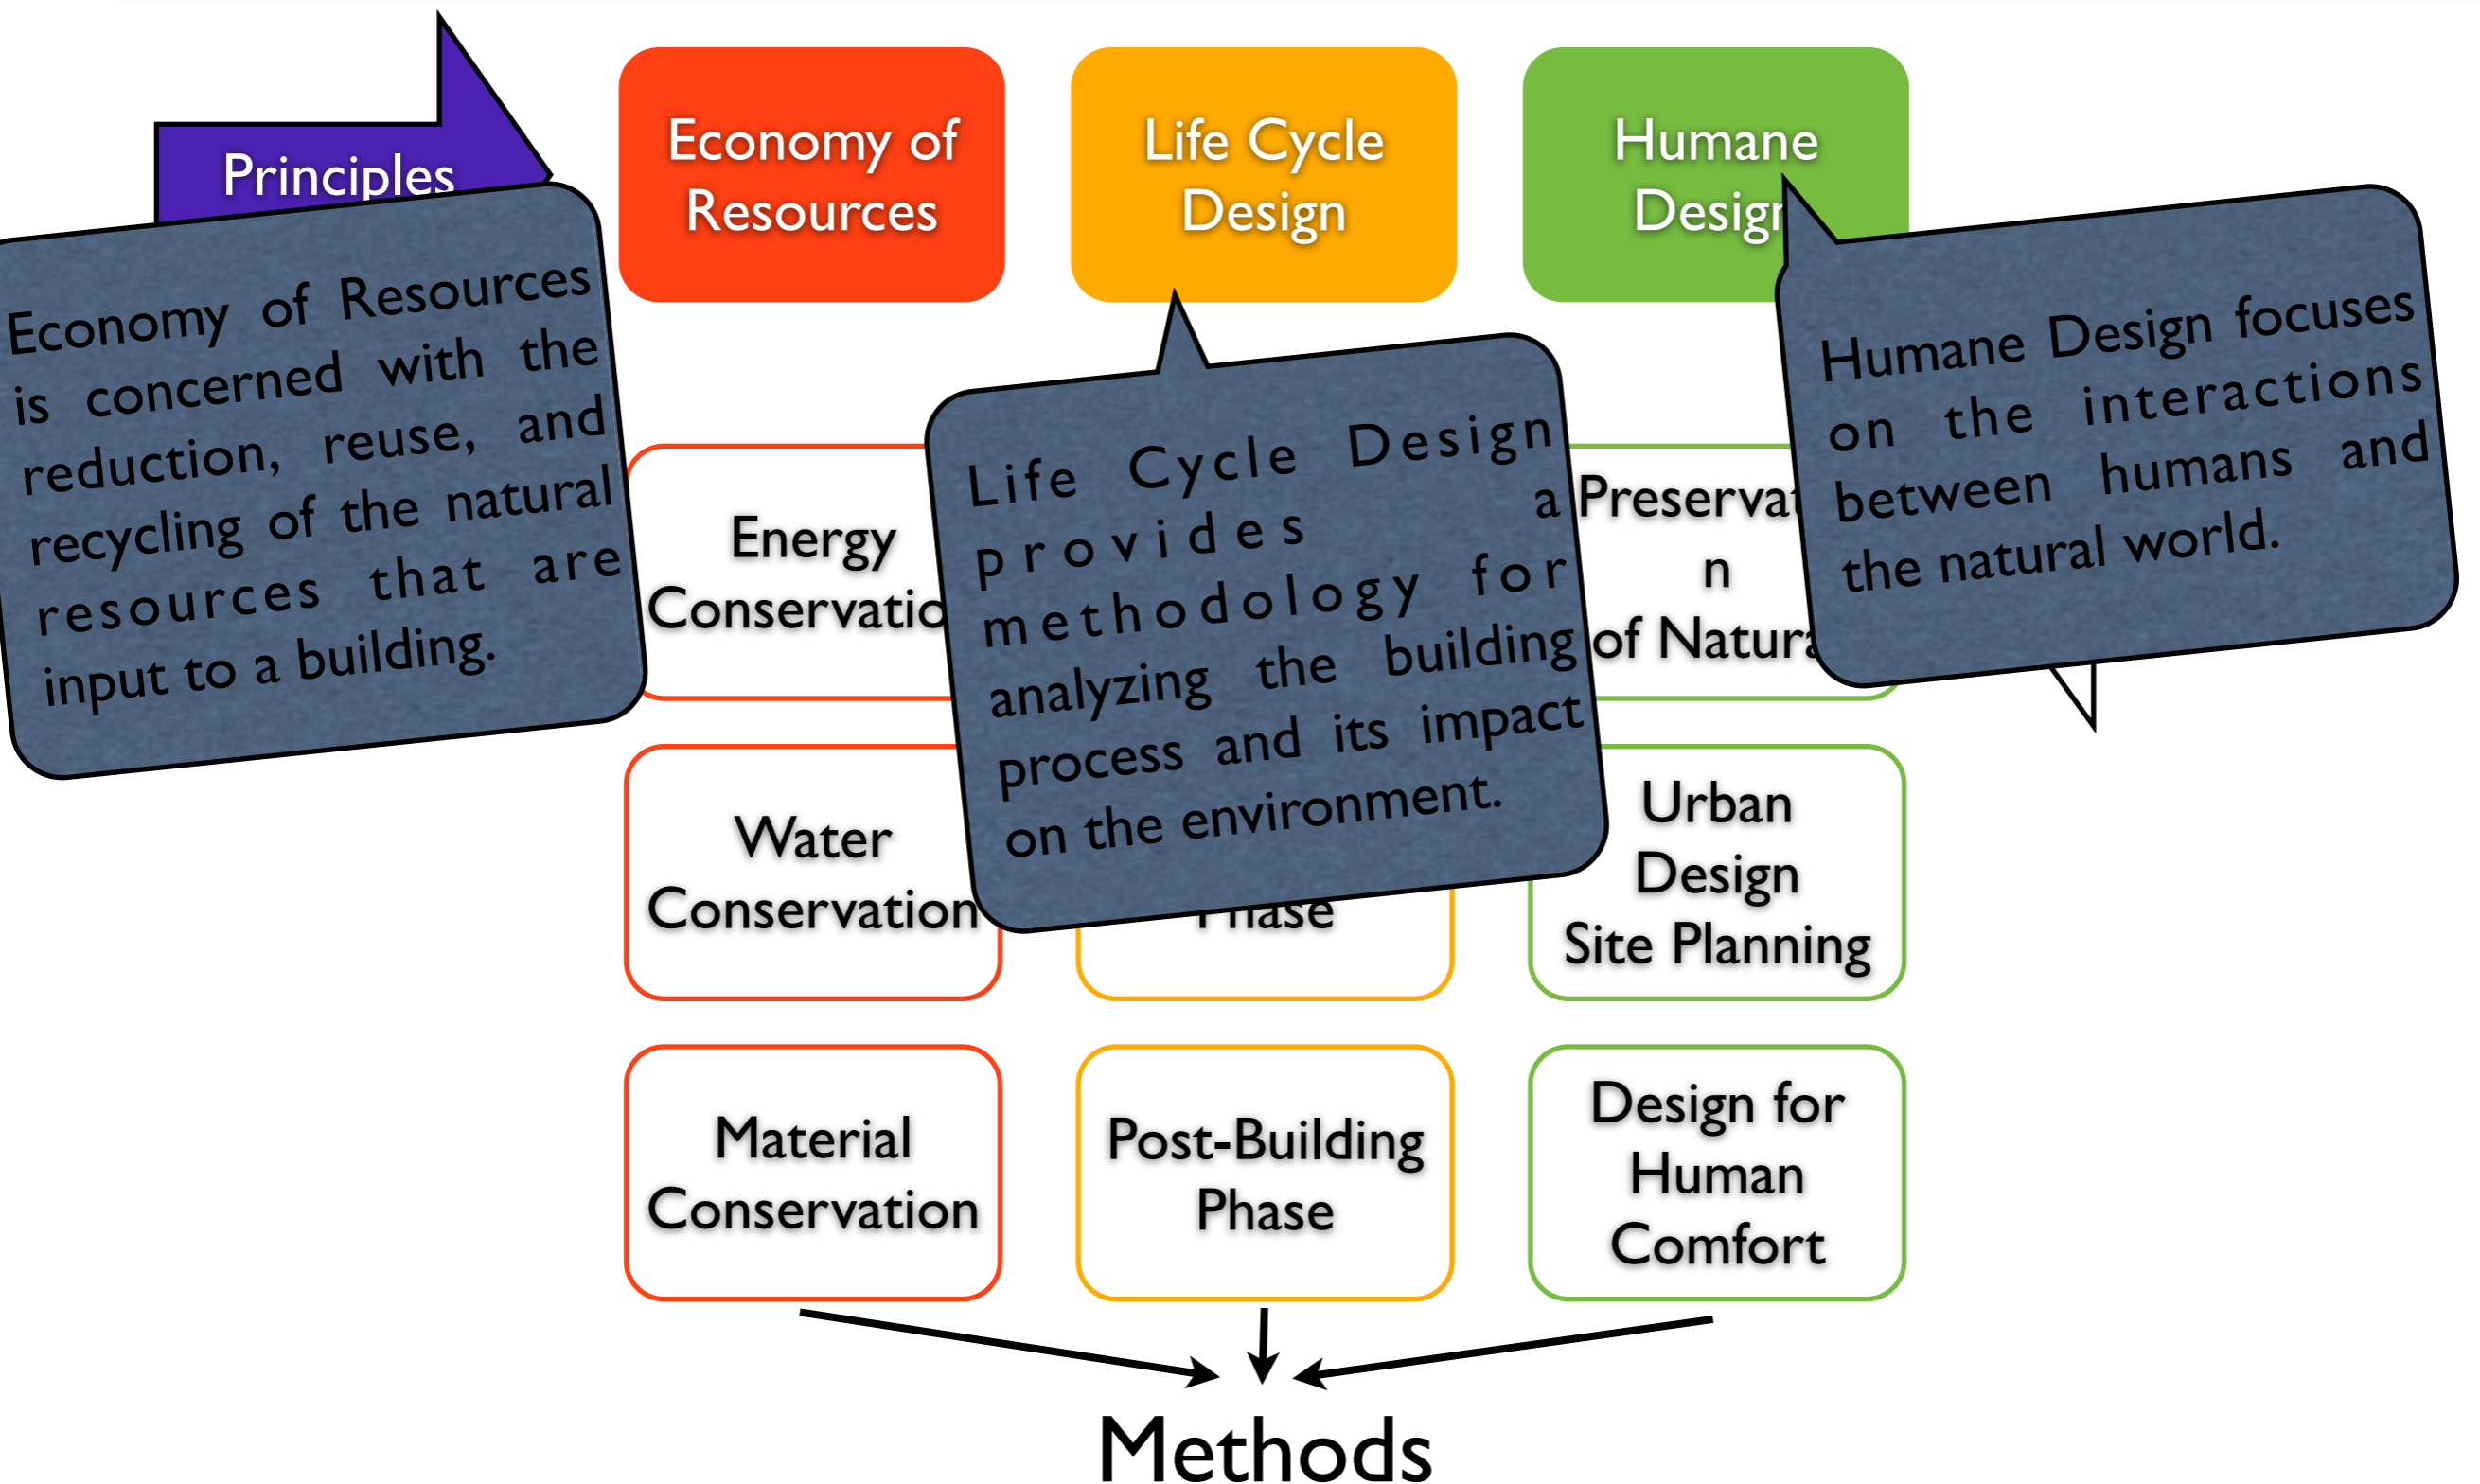 Principles
Economy of
Resources
Life Cycle
Design
Humane
Design
Economy of Resources
is concerned with the
reduction, reuse, and
recycling of the natural
resources that are
input to a building.
Life Cycle Design
provides a
methodology for
analyzing the building
process and its impact
on the environment.
Humane Design focuses
on the interactions
between humans and
the natural world.
Energy
Conservatio
Preservat
n
of Natura
Water
Conservation
Phase
Urban
Design
Site Planning
Material
Conservation
Post-Building
Phase
Design for
Human
Comfort
Methods